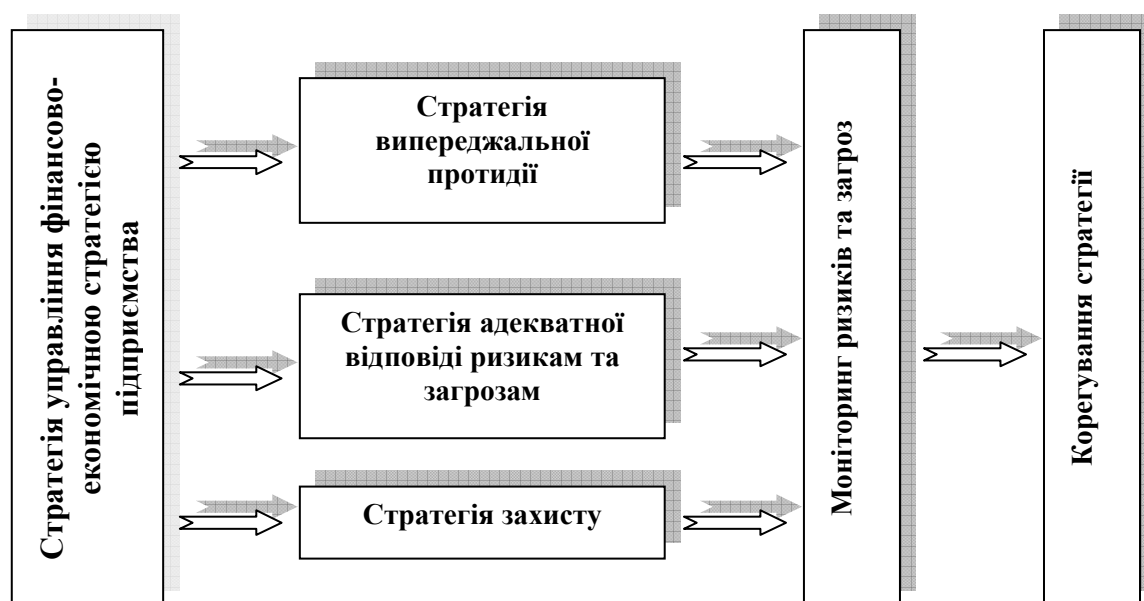 Стратегія управління фінансово-
економічною стратегією
підприємства
Стратегія
випереджальної
протидії
Стратегія адекватної
відповіді ризикам та
загрозам
Стратегія захисту
Моніторинг ризиків та загроз
Корегування стратегії